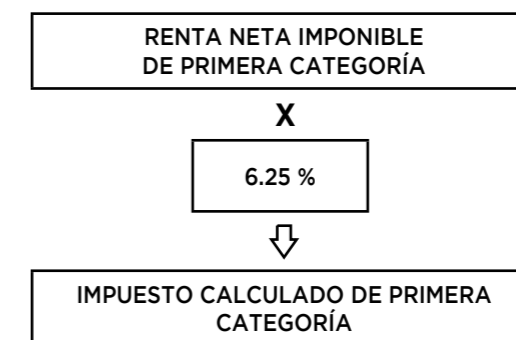 RENTA NETA IMPONIBLE
DE PRIMERA CATEGORÍA
X
6.25 %
IMPUESTO CALCULADO DE PRIMERA
CATEGORÍA